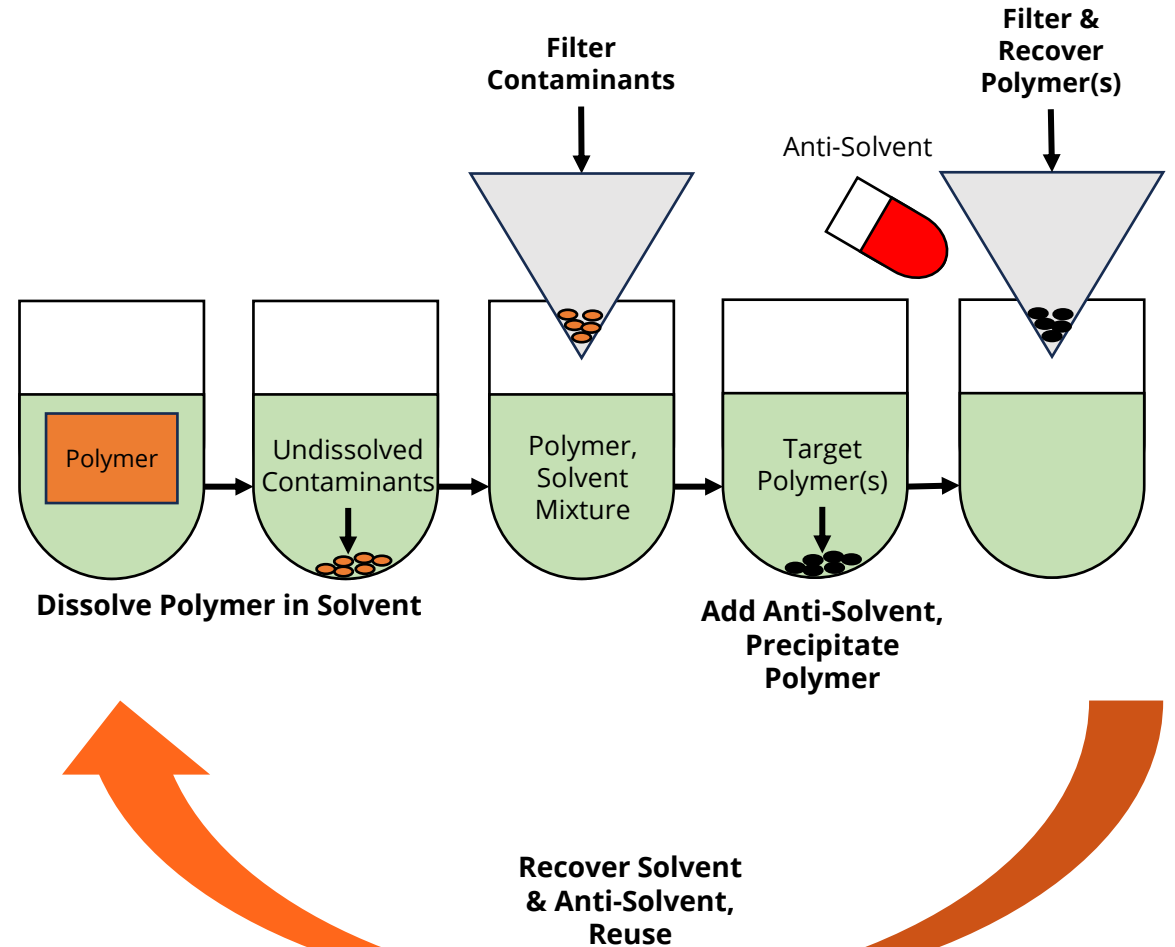 Filter
Contaminants
Filter &
Recover
Polymer(s)
Anti-Solvent
Polymer
Undissolved
Contaminants
Polymer,
Solvent
Mixture
Target
Polymer(s)
Dissolve Polymer in Solvent
Add Anti-Solvent,
Precipitate
Polymer
Recover Solvent
& Anti-Solvent,
Reuse